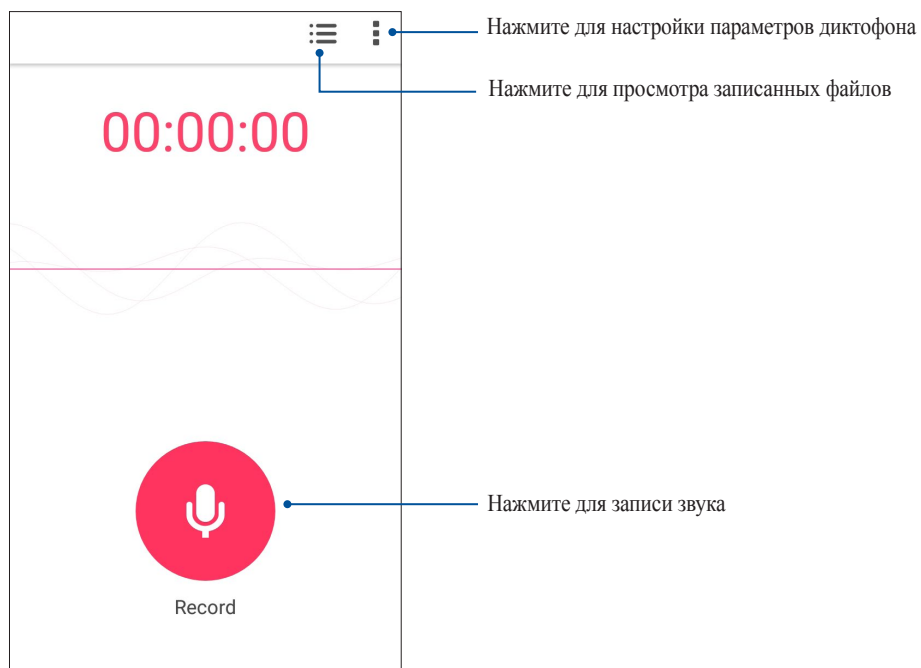 Нажмите для настройки параметров диктофона
Нажмите для просмотра записанных файлов
00:00:00
Нажмите для записи звука
Record